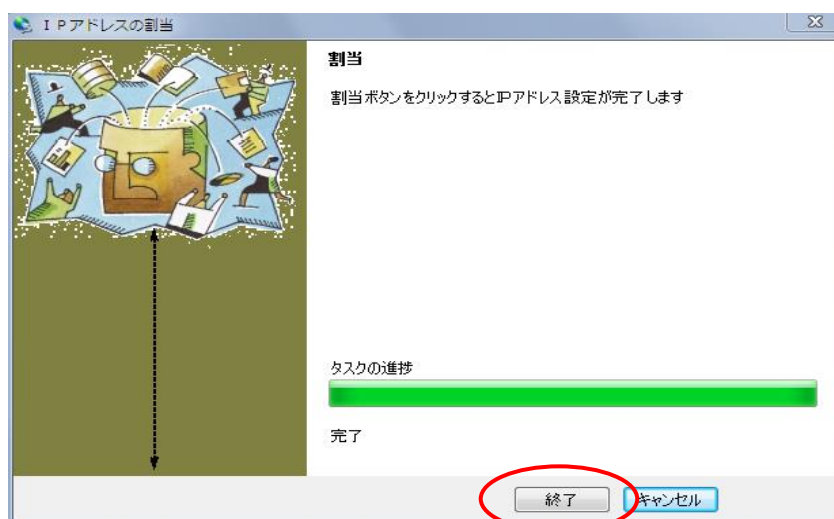 IPアドレスの割当
割当
割当ボタンをクリックするとIPアドレス設定が完了します
タスクの進捗
完了
終了 キャンセル